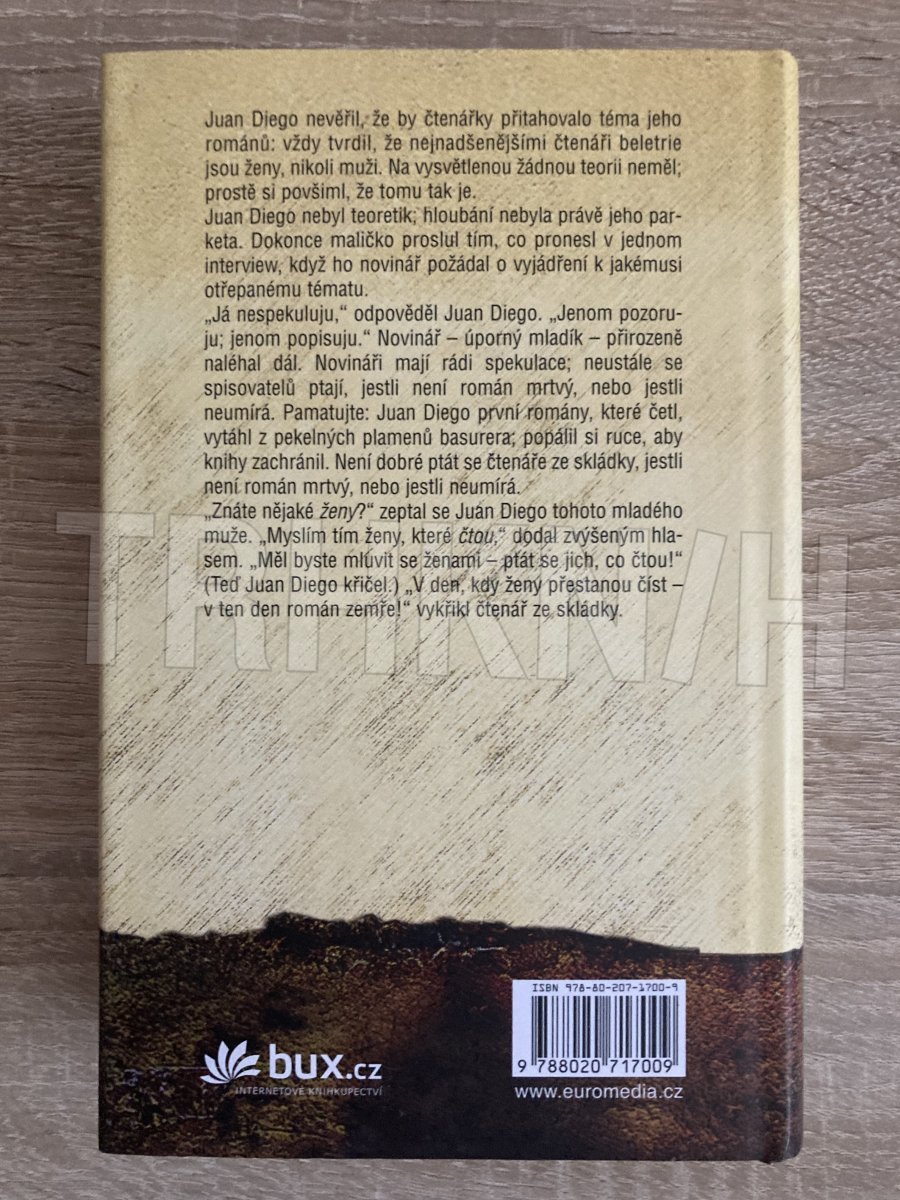 Juan Diego nevěřil, že by čtenářky přitahovalo téma jeho
románů: vždy tvrdil, že nejnadšenějšími čtenáři beletrie
jsou ženy, nikoli muži. Na vysvětlenou žádnou teorii neměl;
prostě si povšiml, že tomu tak je.
Juan Diego nebyl teoretik; hloubání nebyla právě jeho par-
keta. Dokonce maličko proslul tím, co pronesl v jednom
interview, když ho novinář požádal o vyjádření k jakémusi
otřepanému tématu.
„Já nespekuluju,“ odpověděl Juan Diego. „Jenom pozoru-
ju; jenom popisuju.“ Novinář – úporný mladík – přirozeně
naléhal dál. Novináři mají rádi spekulace; neustále se
spisovatelů ptají, jestli není román mrtvý, nebo jestli
neumírá. Pamatujte: Juan Diego první romány, které četl,
vytáhl z pekelných plamenů basurera; popálil si ruce, aby
knihy zachránil. Není dobré ptát se čtenáře ze skládky, jestli
není román mrtvý, nebo jestli neumírá.
„Znáte nějaké ženy?“ zeptal se Juan Diego tohoto mladého
muže. „Myslím tím ženy, které čtou,“ dodal zvýšeným hla-
sem. „Měl byste mluvit se ženami – ptát se jich, co čtou!“
(Teď Juan Diego křičel.) „V den, kdy ženy přestanou číst –
v ten den román zemře!“ vykřikl čtenář ze skládky.
ISBN 978-80-207-1700-9
9 788020 717009
bux.cz
INTERNETOVÉ KNIHKUPECTVÍ
www.euromedia.cz